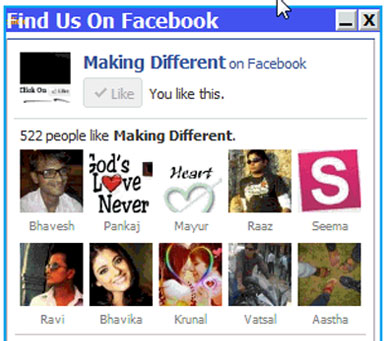 Find Us On Facebook
Making Different on Facebook
Click On
Like
You like this.
522 people like Making Different.
God's
Love
Never
Heart
S
Bhavesh Pankaj Mayur Raaz Seema
Ravi Bhavika Krunal Vatsal Aastha